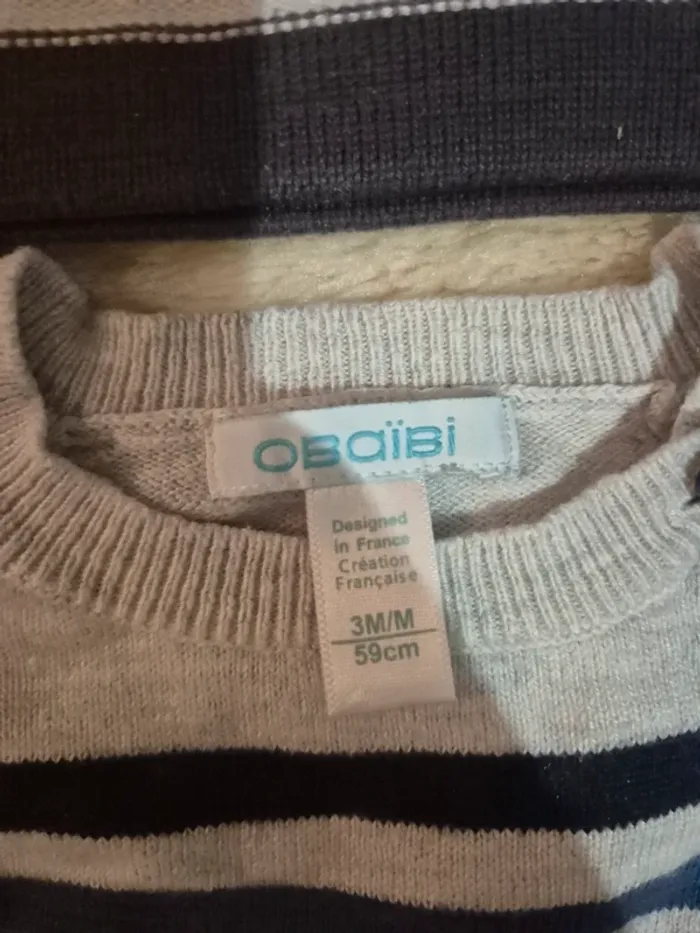 OBaïBi
Designed
in France
Création
Française
3M/M
59cm